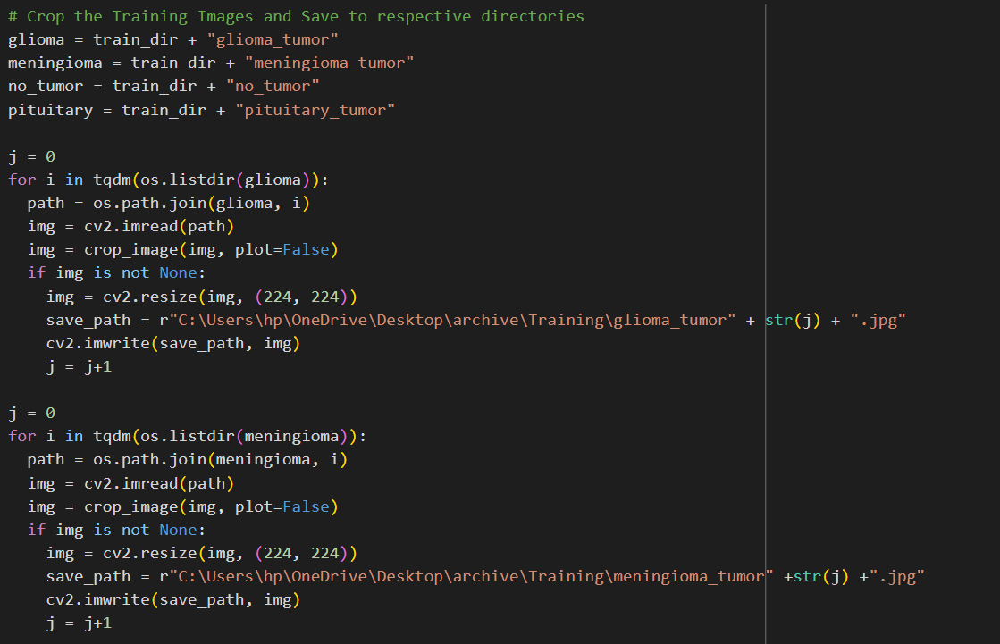 # Crop the Training Images and Save to respective directories
glioma = train_dir + "glioma_tumor"
meningioma = train_dir + "meningioma_tumor"
no_tumor = train_dir + "no_tumor"
pituitary = train_dir + "pituitary_tumor"

j = 0
for i in tqdm(os.listdir(glioma)):
  path = os.path.join(glioma, i)
  img = cv2.imread(path)
  img = crop_image(img, plot=False)
  if img is not None:
    img = cv2.resize(img, (224, 224))
    save_path = r"C:\Users\hp\OneDrive\Desktop\archive\Training\glioma_tumor" + str(j) + ".jpg"
    cv2.imwrite(save_path, img)
    j = j+1

j = 0
for i in tqdm(os.listdir(meningioma)):
  path = os.path.join(meningioma, i)
  img = cv2.imread(path)
  img = crop_image(img, plot=False)
  if img is not None:
    img = cv2.resize(img, (224, 224))
    save_path = r"C:\Users\hp\OneDrive\Desktop\archive\Training\meningioma_tumor" +str(j) +".jpg"
    cv2.imwrite(save_path, img)
    j = j+1